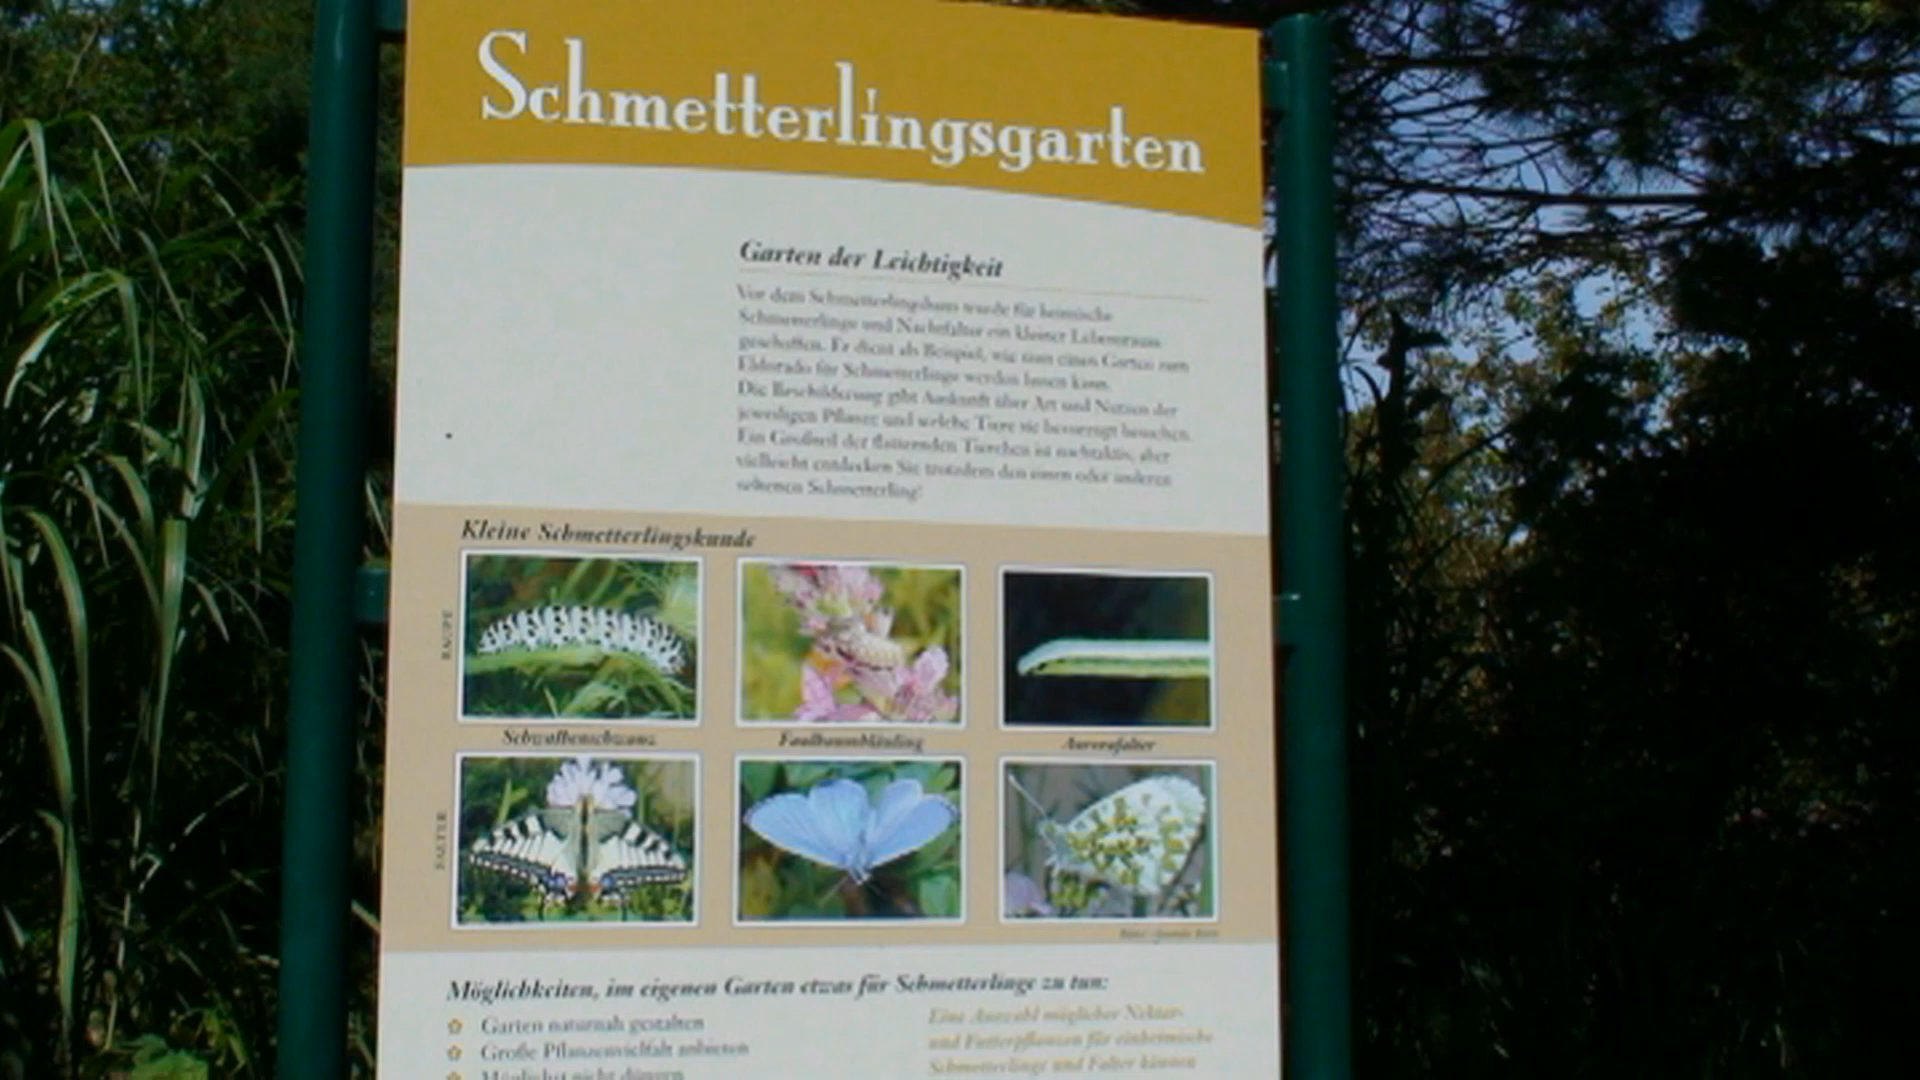 Schmetterlingsgarten
Garten der Leichtigkeit
Vor dem Schmetterlingshaus wurde für heimische
Schmetterlinge und Nachtfalter ein kleiner Lebensraum
geschaffen. Er dient als Beispiel, wie man einen Garten zum
Eldorado für Schmetterlinge werden lassen kann.
Die Beschilderung gibt Auskunft über Art und Nutzen der
jeweiligen Pflanze und welche Tiere sie bevorzugt besuchen.
Ein Großteil der flatternden Tierchen ist nachtaktiv, aber
vielleicht entdecken Sie trotzdem den einen oder anderen
seltenen Schmetterling!
Kleine Schmetterlingskunde
RAUPE
Schwalbenschwanz
Faulbaumbläuling
Aurorafalter
FALTER
Möglichkeiten, im eigenen Garten etwas für Schmetterlinge zu tun:
Garten naturnah gestalten
Große Pflanzenvielfalt anbieten
Möglichst nicht düngen
Eine Auswahl möglicher Nektar-
und Futterpflanzen für einheimische
Schmetterlinge und Falter können